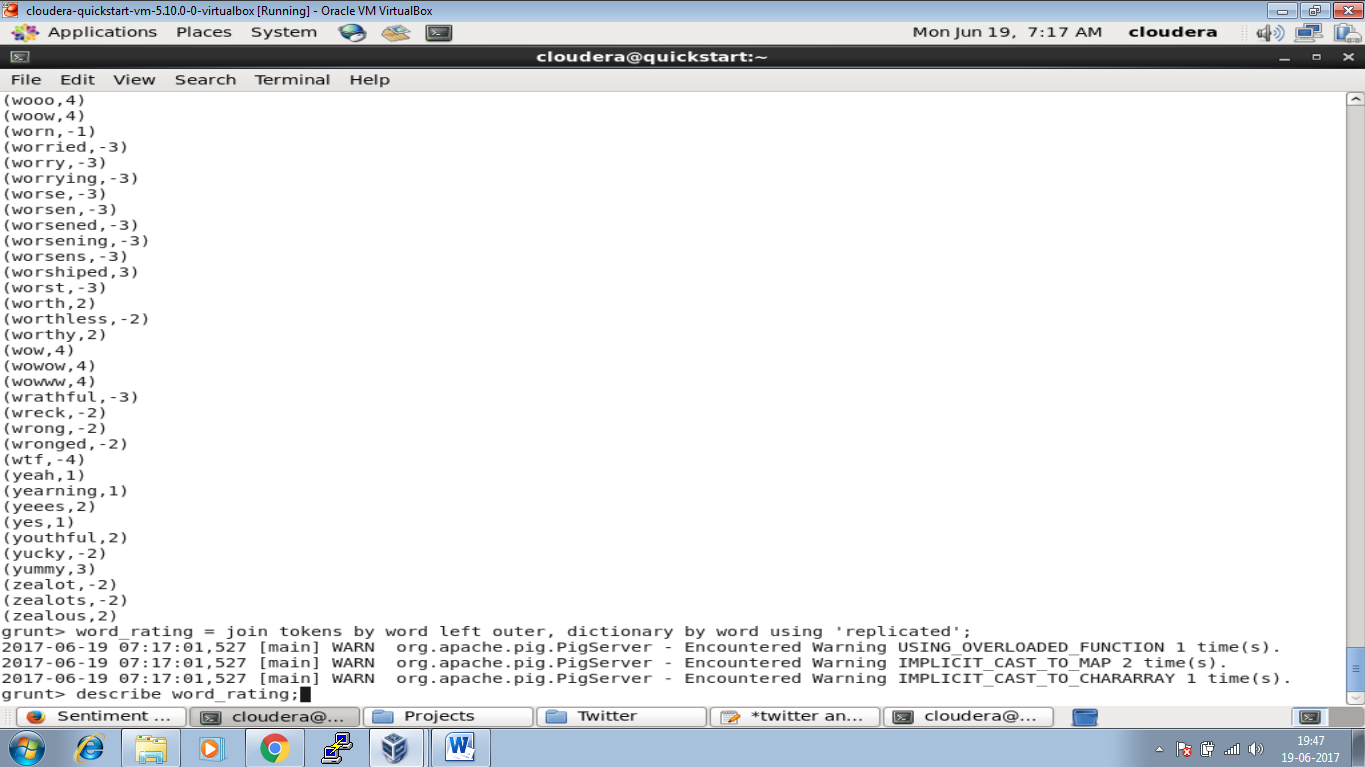 cloudera-quickstart-vm-5.10.0-0-virtualbox [Running] - Oracle VM VirtualBox
Applications Places System Mon Jun 19, 7:17 AM cloudera
cloudera@quickstart:~
File Edit View Search Terminal Help
(wooo,4)
(woow,4)
(worn,-1)
(worried,-3)
(worry,-3)
(worrying,-3)
(worse,-3)
(worsen,-3)
(worsened,-3)
(worsening,-3)
(worsens,-3)
(worshiped,3)
(worst,-3)
(worth,2)
(worthless,-2)
(worthy,2)
(wow,4)
(wowow,4)
(wowww,4)
(wrathful,-3)
(wreck,-2)
(wrong,-2)
(wronged,-2)
(wtf,-4)
(yeah,1)
(yearning,1)
(yeees,2)
(yes,1)
(youthful,2)
(yucky,-2)
(yummy,3)
(zealot,-2)
(zealots,-2)
(zealous,2)
grunt> word_rating = join tokens by word left outer, dictionary by word using 'replicated';
2017-06-19 07:17:01,527 [main] WARN  org.apache.pig.PigServer - Encountered Warning USING_OVERLOADED_FUNCTION 1 time(s).
2017-06-19 07:17:01,527 [main] WARN  org.apache.pig.PigServer - Encountered Warning IMPLICIT_CAST_TO_MAP 2 time(s).
2017-06-19 07:17:01,527 [main] WARN  org.apache.pig.PigServer - Encountered Warning IMPLICIT_CAST_TO_CHARARRAY 1 time(s).
grunt> describe word_rating;
Sentiment ... cloudera@... Projects Twitter *twitter an... cloudera@...
19:47
19-06-2017